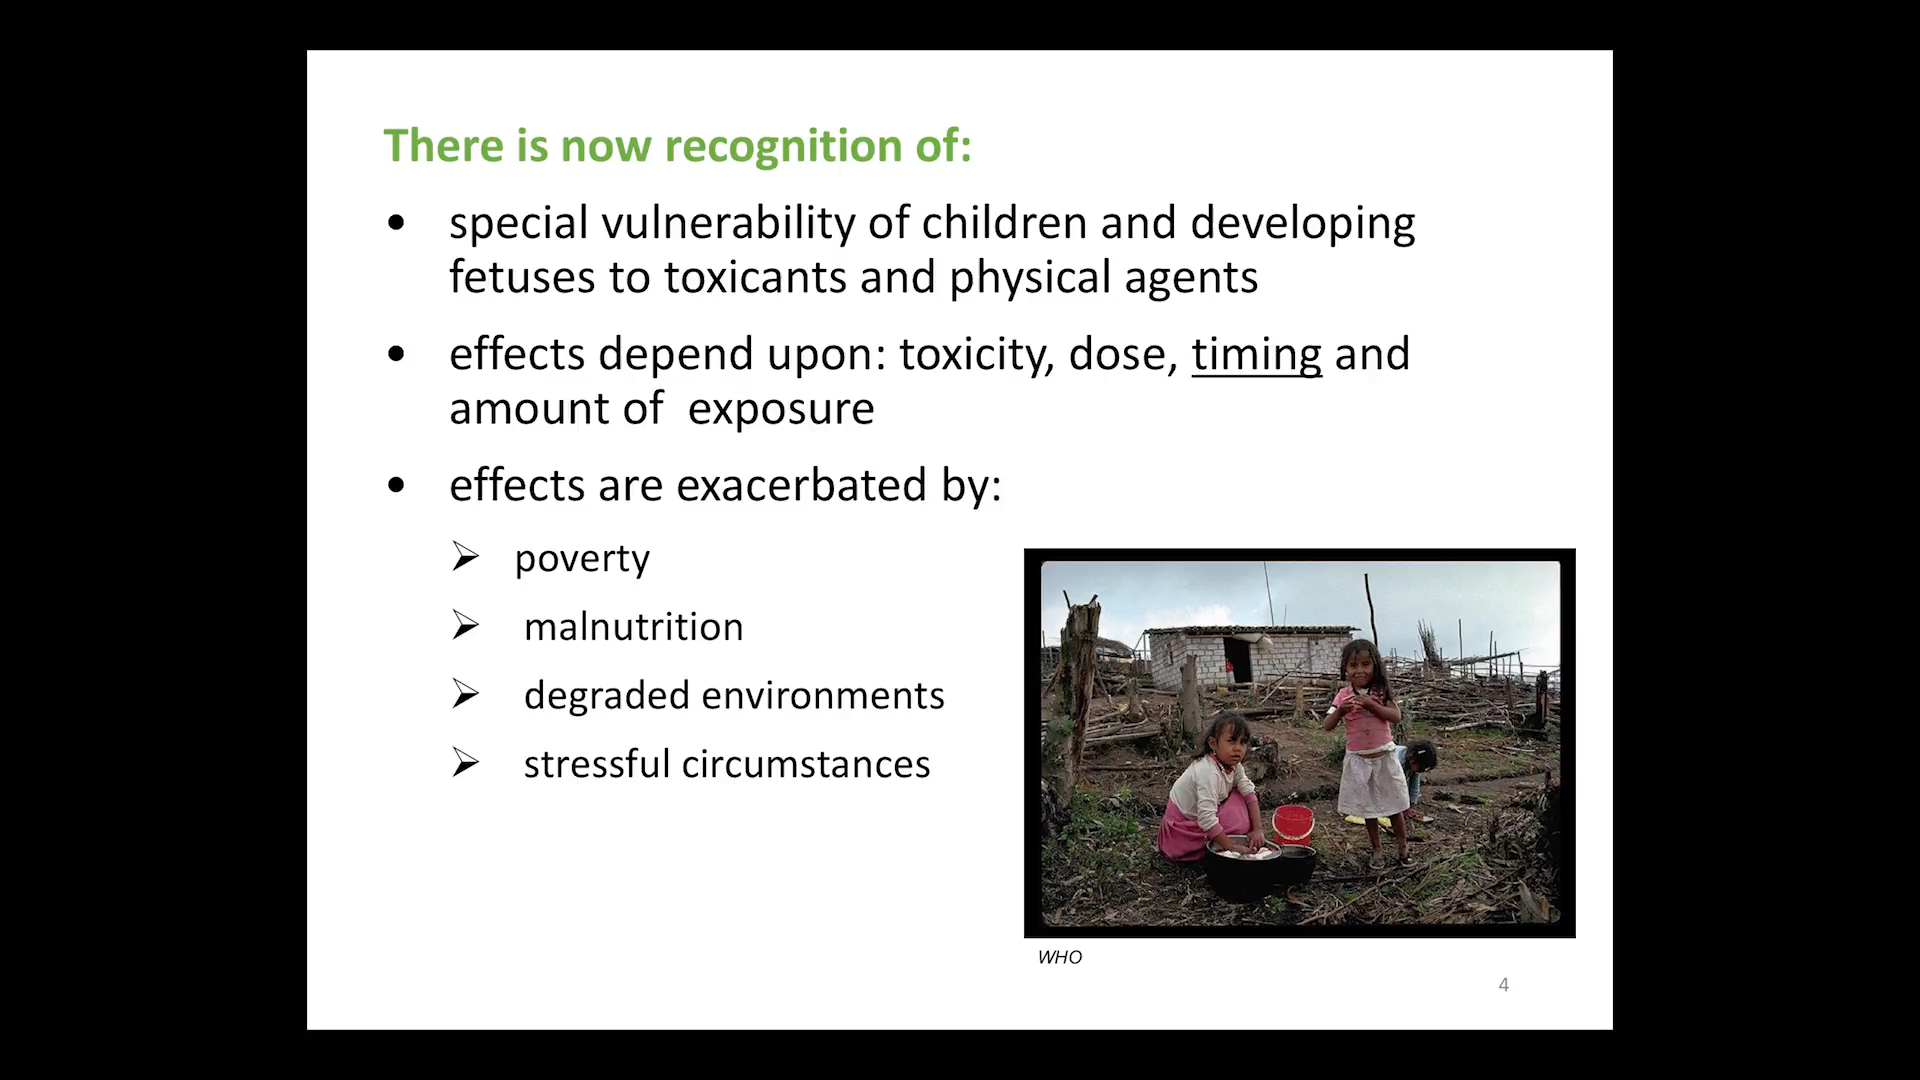 There is now recognition of:
• special vulnerability of children and developing
fetuses to toxicants and physical agents
• effects depend upon: toxicity, dose, timing and
amount of  exposure
• effects are exacerbated by:
➢ poverty
➢ malnutrition
➢ degraded environments
➢ stressful circumstances
WHO
4